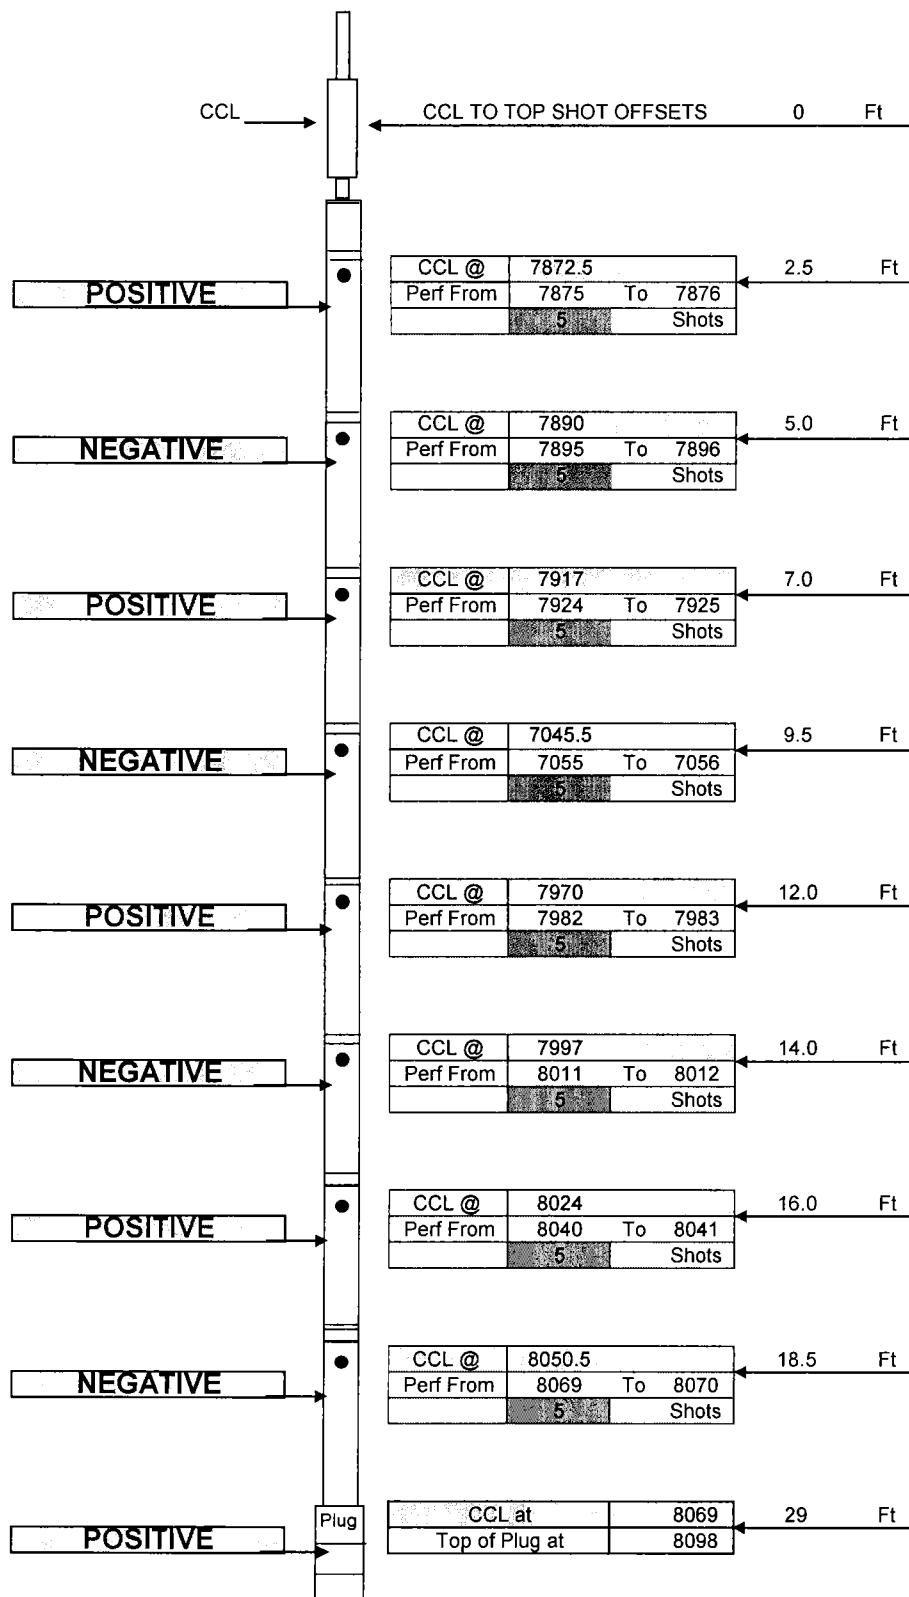 CCL CCL TO TOP SHOT OFFSETS 0 Ft
CCL @ 7872.5 2.5 Ft
POSITIVE Perf From 7875 To 7876
5 Shots
CCL @ 7890 5.0 Ft
NEGATIVE Perf From 7895 To 7896
5 Shots
CCL @ 7917 7.0 Ft
POSITIVE Perf From 7924 To 7925
5 Shots
CCL @ 7045.5 9.5 Ft
NEGATIVE Perf From 7055 To 7056
5 Shots
CCL @ 7970 12.0 Ft
POSITIVE Perf From 7982 To 7983
5 Shots
CCL @ 7997 14.0 Ft
NEGATIVE Perf From 8011 To 8012
5 Shots
CCL @ 8024 16.0 Ft
POSITIVE Perf From 8040 To 8041
5 Shots
CCL @ 8050.5 18.5 Ft
NEGATIVE Perf From 8069 To 8070
5 Shots
Plug CCL at 8069 29 Ft
POSITIVE Top of Plug at 8098